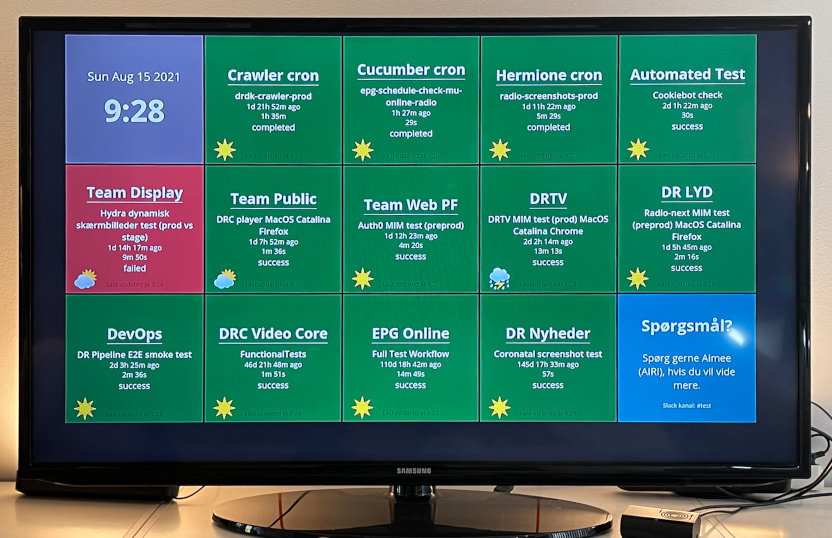 Sun Aug 15 2021
9:28
Crawler cron
drdk-crawler-prod
1d 21h 52m ago
1h 35m
completed
Cucumber cron
epg-schedule-check-mu-
online-radio
1h 27m ago
29s
completed
Hermione cron
radio-screenshots-prod
1d 11h 22m ago
5m 29s
completed
Automated Test
Cookiebot check
2d 1h 22m ago
30s
success
Team Display
Hydra dynamisk
skærmbilleder test (prod vs
stage)
1d 14h 17m ago
9m 50s
failed
Last updated at 9:28
Team Public
DRC player MacOS Catalina
Firefox
1d 7h 52m ago
1m 36s
success
Team Web PF
Auth0 MIM test (preprod)
1d 12h 23m ago
4m 20s
success
DRTV
DRTV MIM test (prod) MacOS
Catalina Chrome
2d 2h 14m ago
13m 13s
success
DR LYD
Radio-next MIM test
(preprod) MacOS Catalina
Firefox
1d 5h 45m ago
2m 16s
success
DevOps
DR Pipeline E2E smoke test
2d 3h 25m ago
2m 36s
success
DRC Video Core
FunctionalTests
46d 21h 48m ago
1m 51s
success
EPG Online
Full Test Workflow
110d 18h 42m ago
14m 49s
success
DR Nyheder
Coronatal screenshot test
145d 17h 33m ago
57s
success
Spørgsmål?
Spørg gerne Aimee
(AIRI), hvis du vil vide
mere.
Slack kanal: #test
SAMSUNG